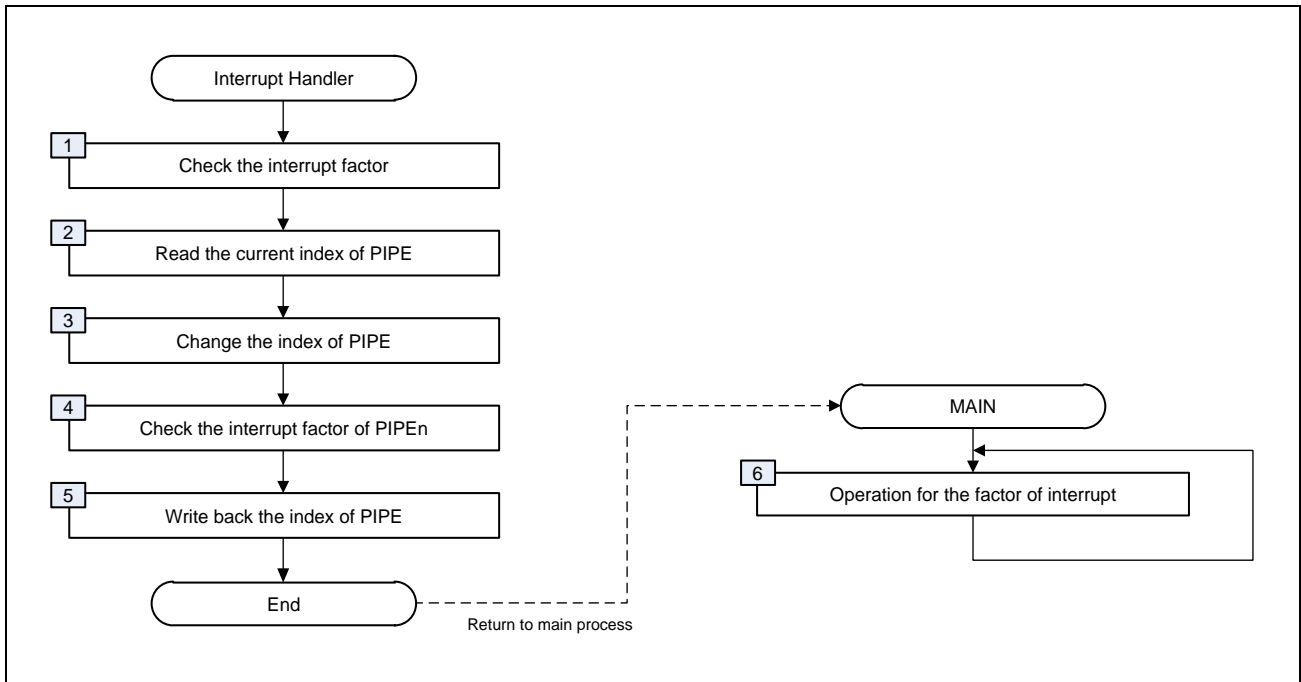 Interrupt Handler
1
Check the interrupt factor
2
Read the current index of PIPE
3
Change the index of PIPE
4
Check the interrupt factor of PIPEn
5
Write back the index of PIPE
End
Return to main process
MAIN
6
Operation for the factor of interrupt